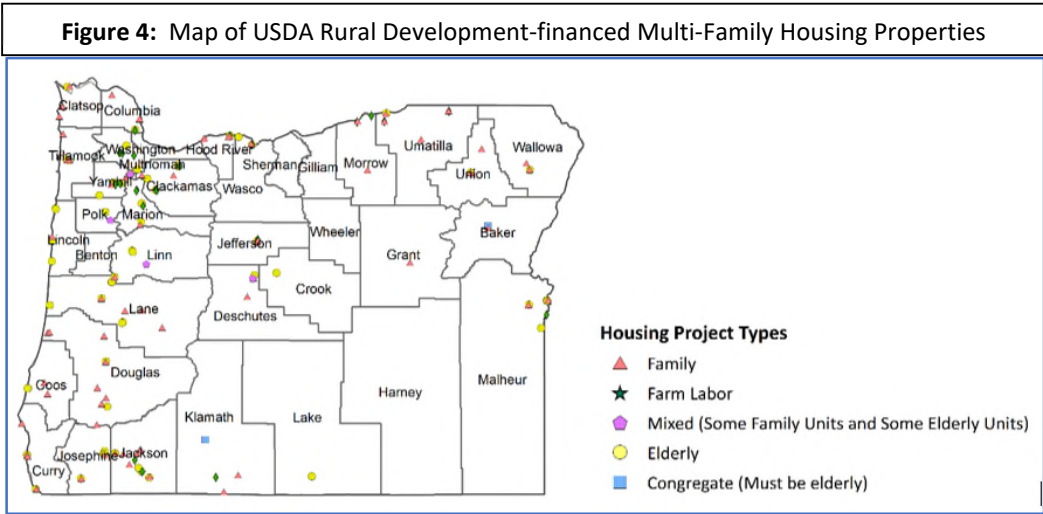 Figure 4: Map of USDA Rural Development-financed Multi-Family Housing Properties
Clatsop
Columbia
Tillamook
Washington
Hood River
Multnomah
Sherman
Gilliam
Morrow
Umatilla
Wallowa
Union
Yamhill
Clackamas
Wasco
Polk
Marion
Lincoln
Benton
Linn
Jefferson
Wheeler
Grant
Baker
Crook
Lane
Deschutes
Douglas
Coos
Klamath
Lake
Harney
Malheur
Josephine
Jackson
Curry
Housing Project Types
Family
Farm Labor
Mixed (Some Family Units and Some Elderly Units)
Elderly
Congregate (Must be elderly)